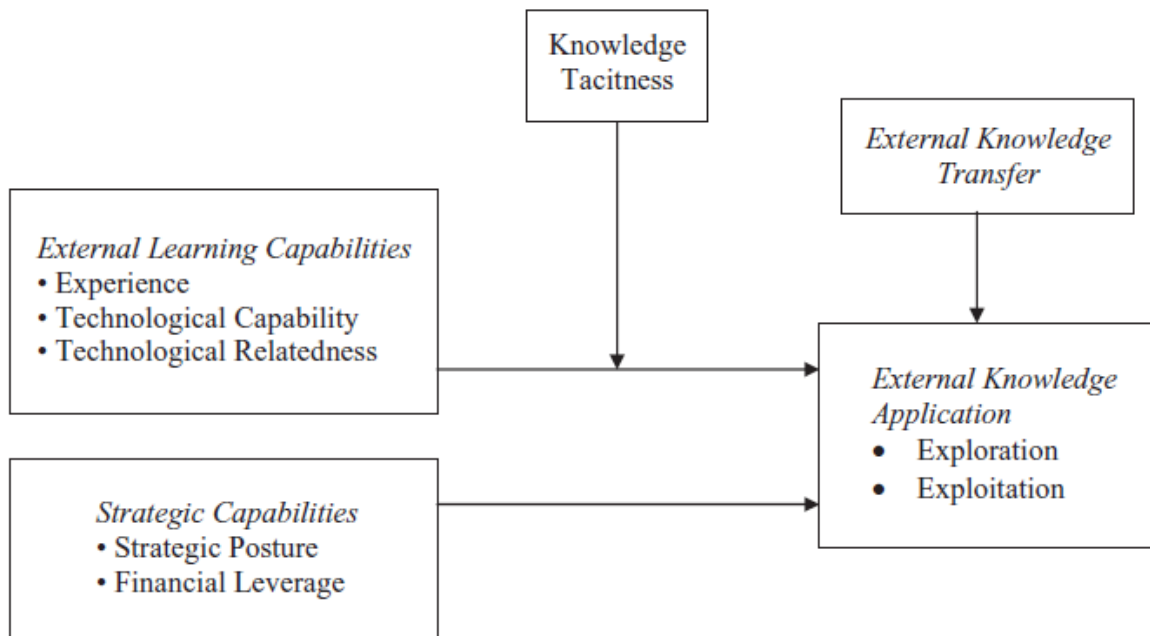 Knowledge
Tacitness
External Knowledge
Transfer
External Learning Capabilities
• Experience
• Technological Capability
• Technological Relatedness
External Knowledge
Application
• Exploration
• Exploitation
Strategic Capabilities
• Strategic Posture
• Financial Leverage